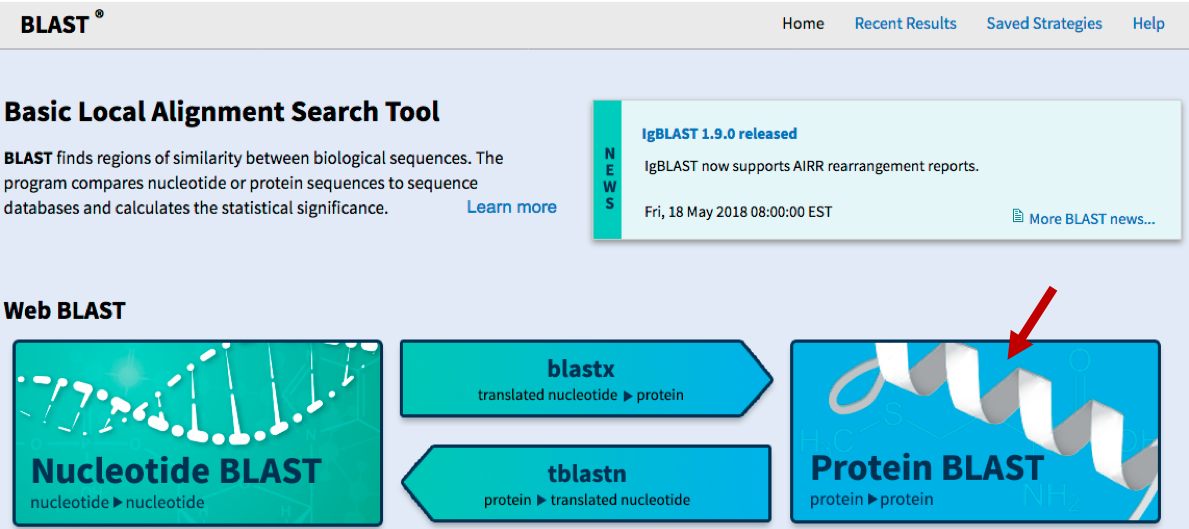 BLAST ®
Home Recent Results Saved Strategies Help
Basic Local Alignment Search Tool
BLAST finds regions of similarity between biological sequences. The
program compares nucleotide or protein sequences to sequence
databases and calculates the statistical significance.
Learn more
NEWS
IgBLAST 1.9.0 released
IgBLAST now supports AIRR rearrangement reports.
Fri, 18 May 2018 08:00:00 EST
More BLAST news...
Web BLAST
Nucleotide BLAST
nucleotide ▶ nucleotide
blastx
translated nucleotide ▶ protein
tblastn
protein ▶ translated nucleotide
O
S
H₃C
OH
NH₂
Protein BLAST
protein ▶ protein